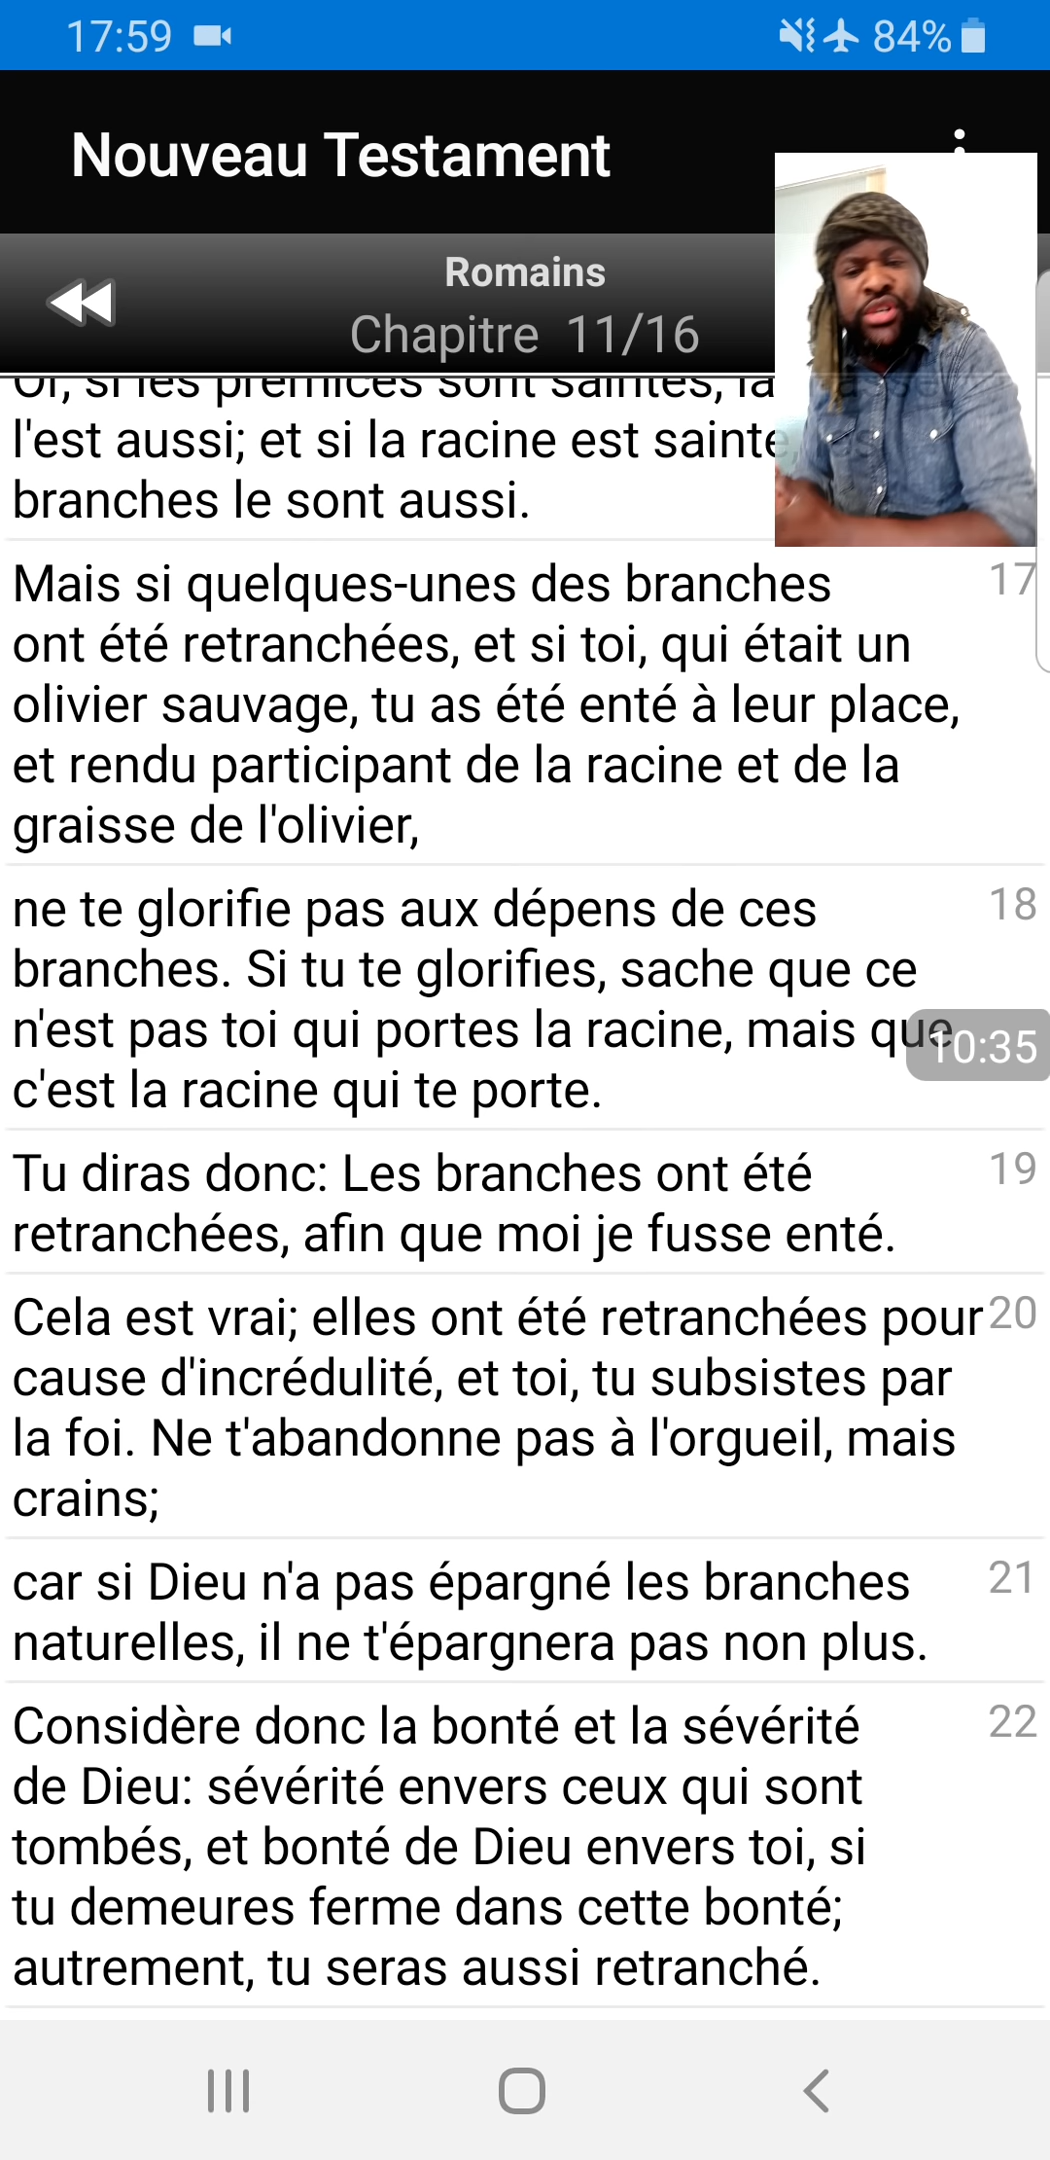 17:59
84%
Nouveau Testament
Romains
Chapitre 11/16
Or, si les prémices sont saintes, la
l'est aussi; et si la racine est sainte, les
branches le sont aussi.
Mais si quelques-unes des branches 17
ont été retranchées, et si toi, qui était un
olivier sauvage, tu as été enté à leur place,
et rendu participant de la racine et de la
graisse de l'olivier,
ne te glorifie pas aux dépens de ces 18
branches. Si tu te glorifies, sache que ce
n'est pas toi qui portes la racine, mais que
10:35
c'est la racine qui te porte.
Tu diras donc: Les branches ont été 19
retranchées, afin que moi je fusse enté.
Cela est vrai; elles ont été retranchées pour 20
cause d'incrédulité, et toi, tu subsistes par
la foi. Ne t'abandonne pas à l'orgueil, mais
crains;
car si Dieu n'a pas épargné les branches 21
naturelles, il ne t'épargnera pas non plus.
Considère donc la bonté et la sévérité 22
de Dieu: sévérité envers ceux qui sont
tombés, et bonté de Dieu envers toi, si
tu demeures ferme dans cette bonté;
autrement, tu seras aussi retranché.